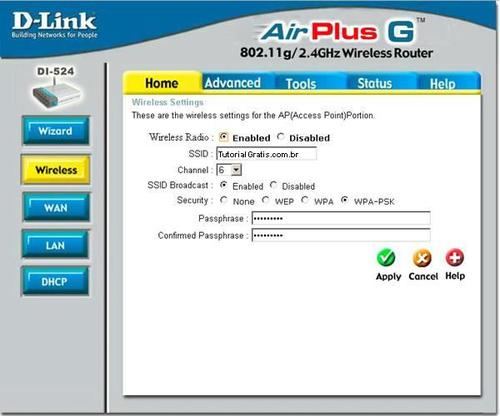 D-Link
Building Networks for People
AirPlus G™
802.11g/2.4GHz Wireless Router
DI-524
Home Advanced Tools Status Help
Wizard
Wireless
WAN
LAN
DHCP
Wireless Settings
These are the wireless settings for the AP(Access Point)Portion.
Wireless Radio : Enabled Disabled
SSID : TutorialGratis.com.br
Channel : 6
SSID Broadcast : Enabled Disabled
Security : None WEP WPA WPA-PSK
Passphrase : •••••••••
Confirmed Passphrase : •••••••••
Apply Cancel Help